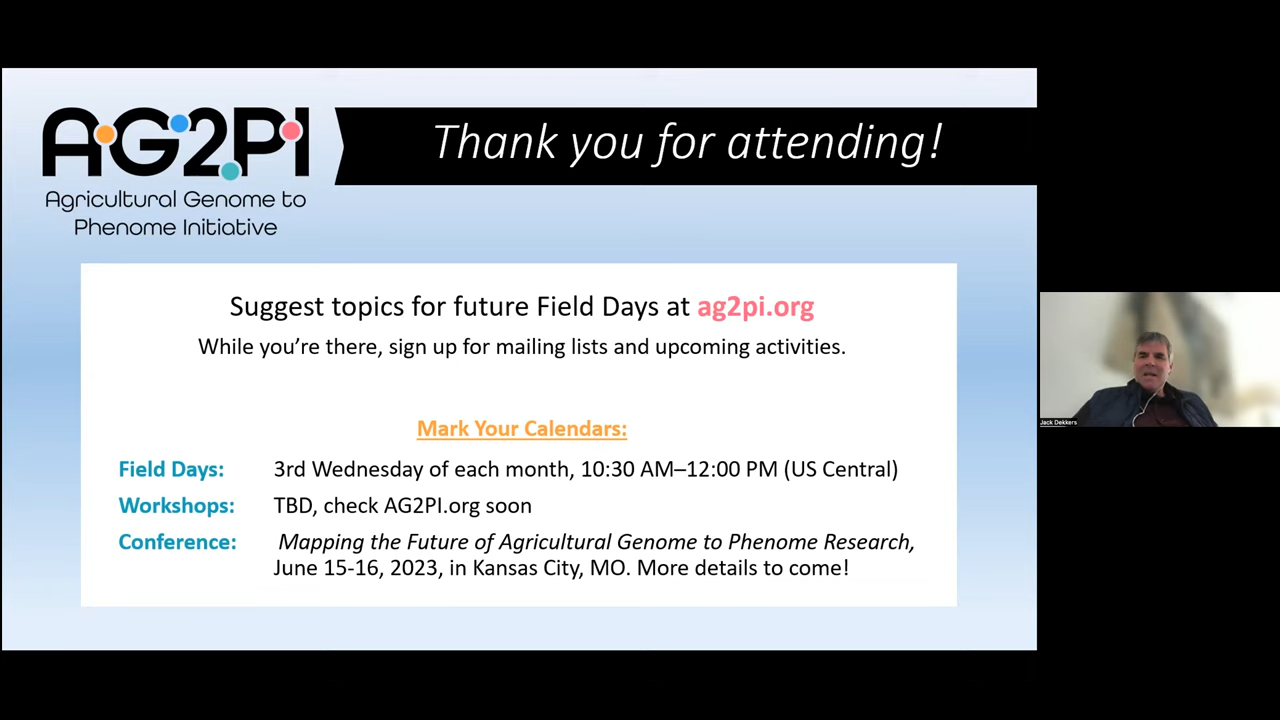 AG2PI
Agricultural Genome to
Phenome Initiative
Thank you for attending!
Suggest topics for future Field Days at ag2pi.org
While you’re there, sign up for mailing lists and upcoming activities.
Mark Your Calendars:
Field Days: 3rd Wednesday of each month, 10:30 AM–12:00 PM (US Central)
Workshops: TBD, check AG2PI.org soon
Conference: Mapping the Future of Agricultural Genome to Phenome Research,
June 15-16, 2023, in Kansas City, MO. More details to come!
Jack Dekkers